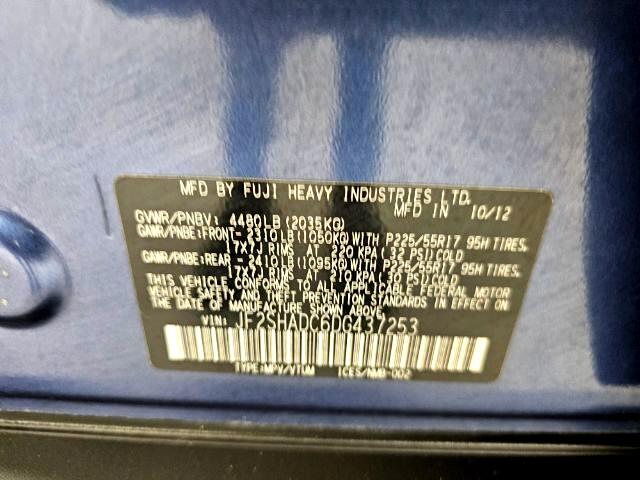 MFD BY FUJI HEAVY INDUSTRIES LTD.
MFD IN 10/12
GVWR/PNBV: 4480LB (2035KG)
GAWR/PNBE:FRONT-2310LB(1050KG)WITH P225/55R17 95H TIRES,
17X7J RIMS AT 220 KPA (32 PSI)COLD
GAWR/PNBE:REAR -2410LB(1095KG)WITH P225/55R17 95H TIRES,
17X7J RIMS AT 210 KPA( PSI)COLD
THIS VEHICLE CONFORMS TO ALL APPLICABLE FEDERAL MOTOR
VEHICLE SAFETY,AND THEFT PREVENTION STANDARDS IN EFFECT ON
THE DATE OF MANUFACTURE SHOWN ABOVE.
VIN: JF2SHADC6DG437253
TYPE:MPV/VTUM ICES/NMB-002